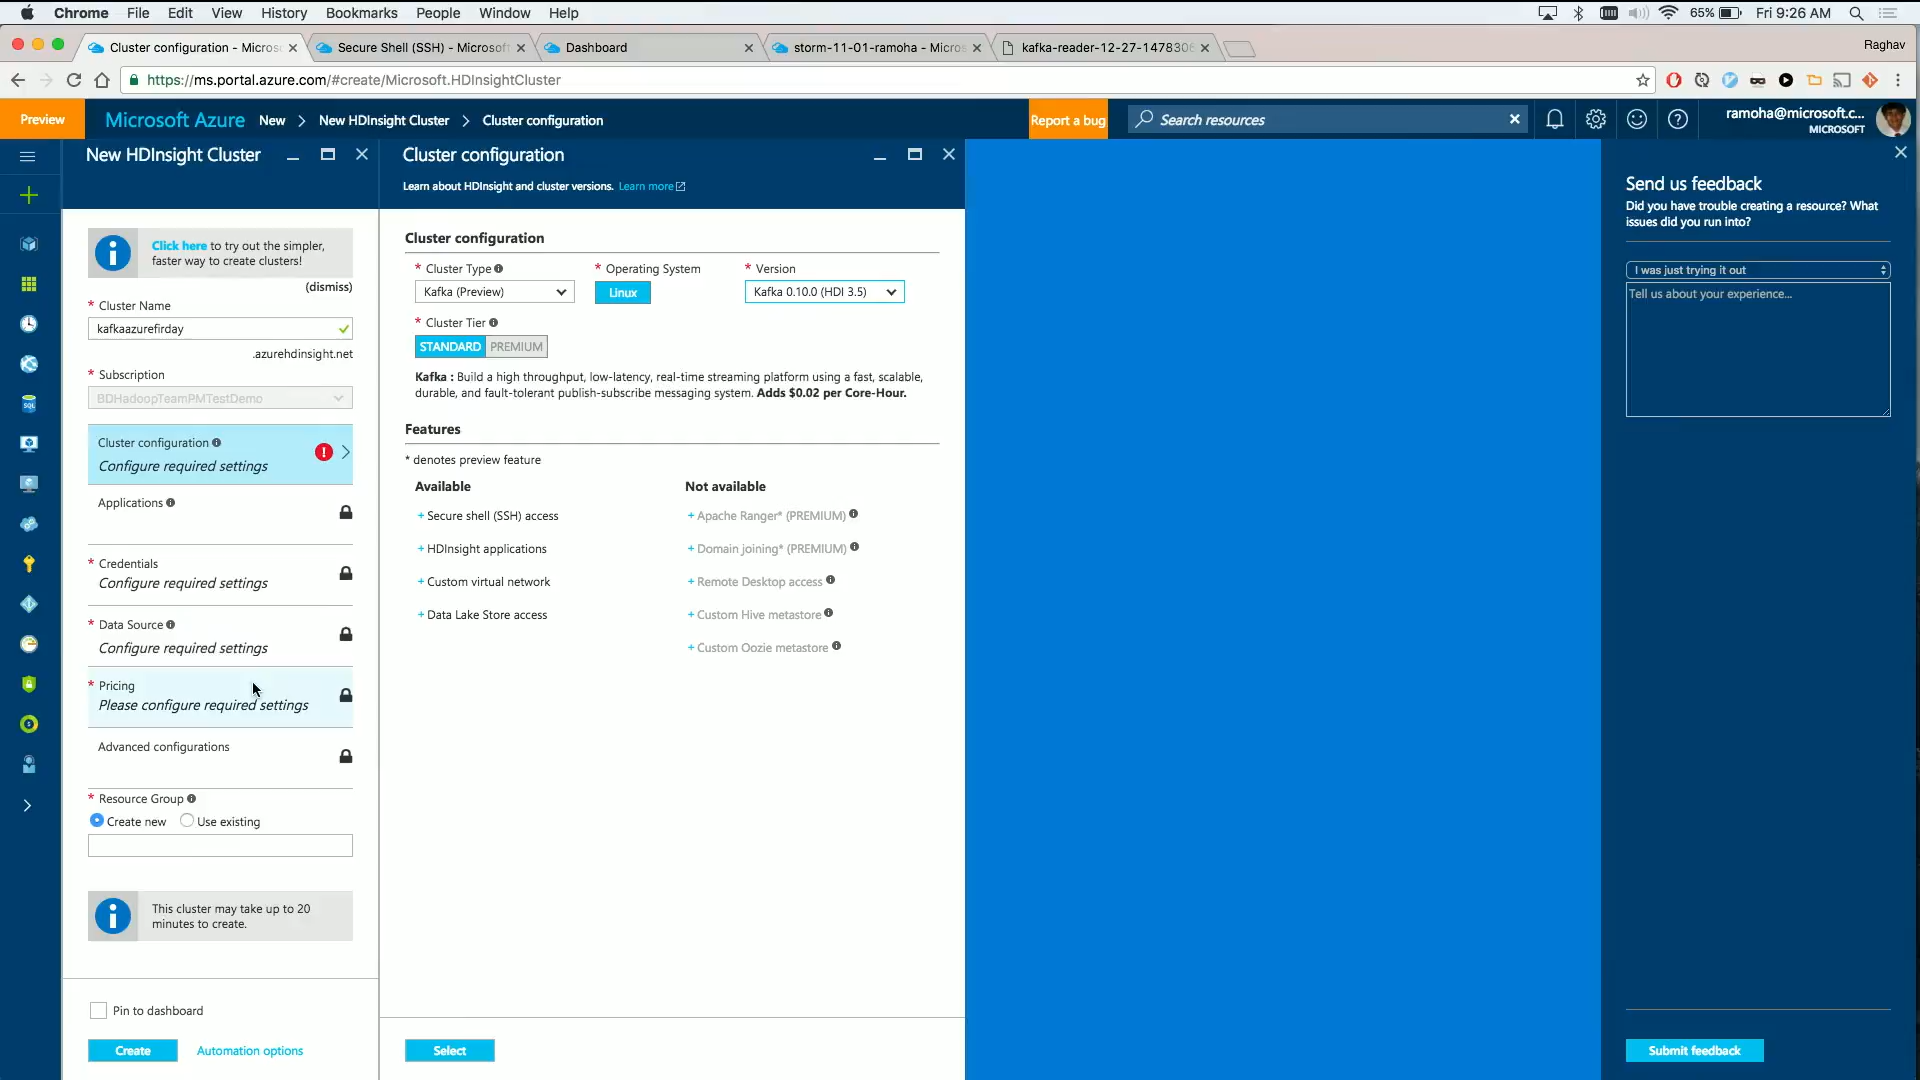 Chrome File Edit View History Bookmarks People Window Help
65% Fri 9:26 AM
Cluster configuration - Micros
Secure Shell (SSH) - Microsoft
Dashboard
storm-11-01-ramoha - Micros
kafka-reader-12-27-1478306
Raghav
https://ms.portal.azure.com/#create/Microsoft.HDInsightCluster
Preview
Microsoft Azure New > New HDInsight Cluster > Cluster configuration
Report a bug
Search resources
ramoha@microsoft.c...
MICROSOFT
New HDInsight Cluster
Click here to try out the simpler,
faster way to create clusters!
(dismiss)
* Cluster Name
kafkaazurefirday
.azurehdinsight.net
* Subscription
BDHadoopTeamPMTestDemo
Cluster configuration
Configure required settings
Applications
* Credentials
Configure required settings
* Data Source
Configure required settings
* Pricing
Please configure required settings
Advanced configurations
* Resource Group
Create new Use existing
This cluster may take up to 20
minutes to create.
Pin to dashboard
Create Automation options
Cluster configuration
Learn about HDInsight and cluster versions. Learn more
Cluster configuration
* Cluster Type * Operating System * Version
Kafka (Preview) Linux Kafka 0.10.0 (HDI 3.5)
* Cluster Tier
STANDARD PREMIUM
Kafka : Build a high throughput, low-latency, real-time streaming platform using a fast, scalable,
durable, and fault-tolerant publish-subscribe messaging system. Adds $0.02 per Core-Hour.
Features
* denotes preview feature
Available
+ Secure shell (SSH) access
+ HDInsight applications
+ Custom virtual network
+ Data Lake Store access
Not available
+ Apache Ranger* (PREMIUM)
+ Domain joining* (PREMIUM)
+ Remote Desktop access
+ Custom Hive metastore
+ Custom Oozie metastore
Select
Send us feedback
Did you have trouble creating a resource? What
issues did you run into?
I was just trying it out
Tell us about your experience...
Submit feedback